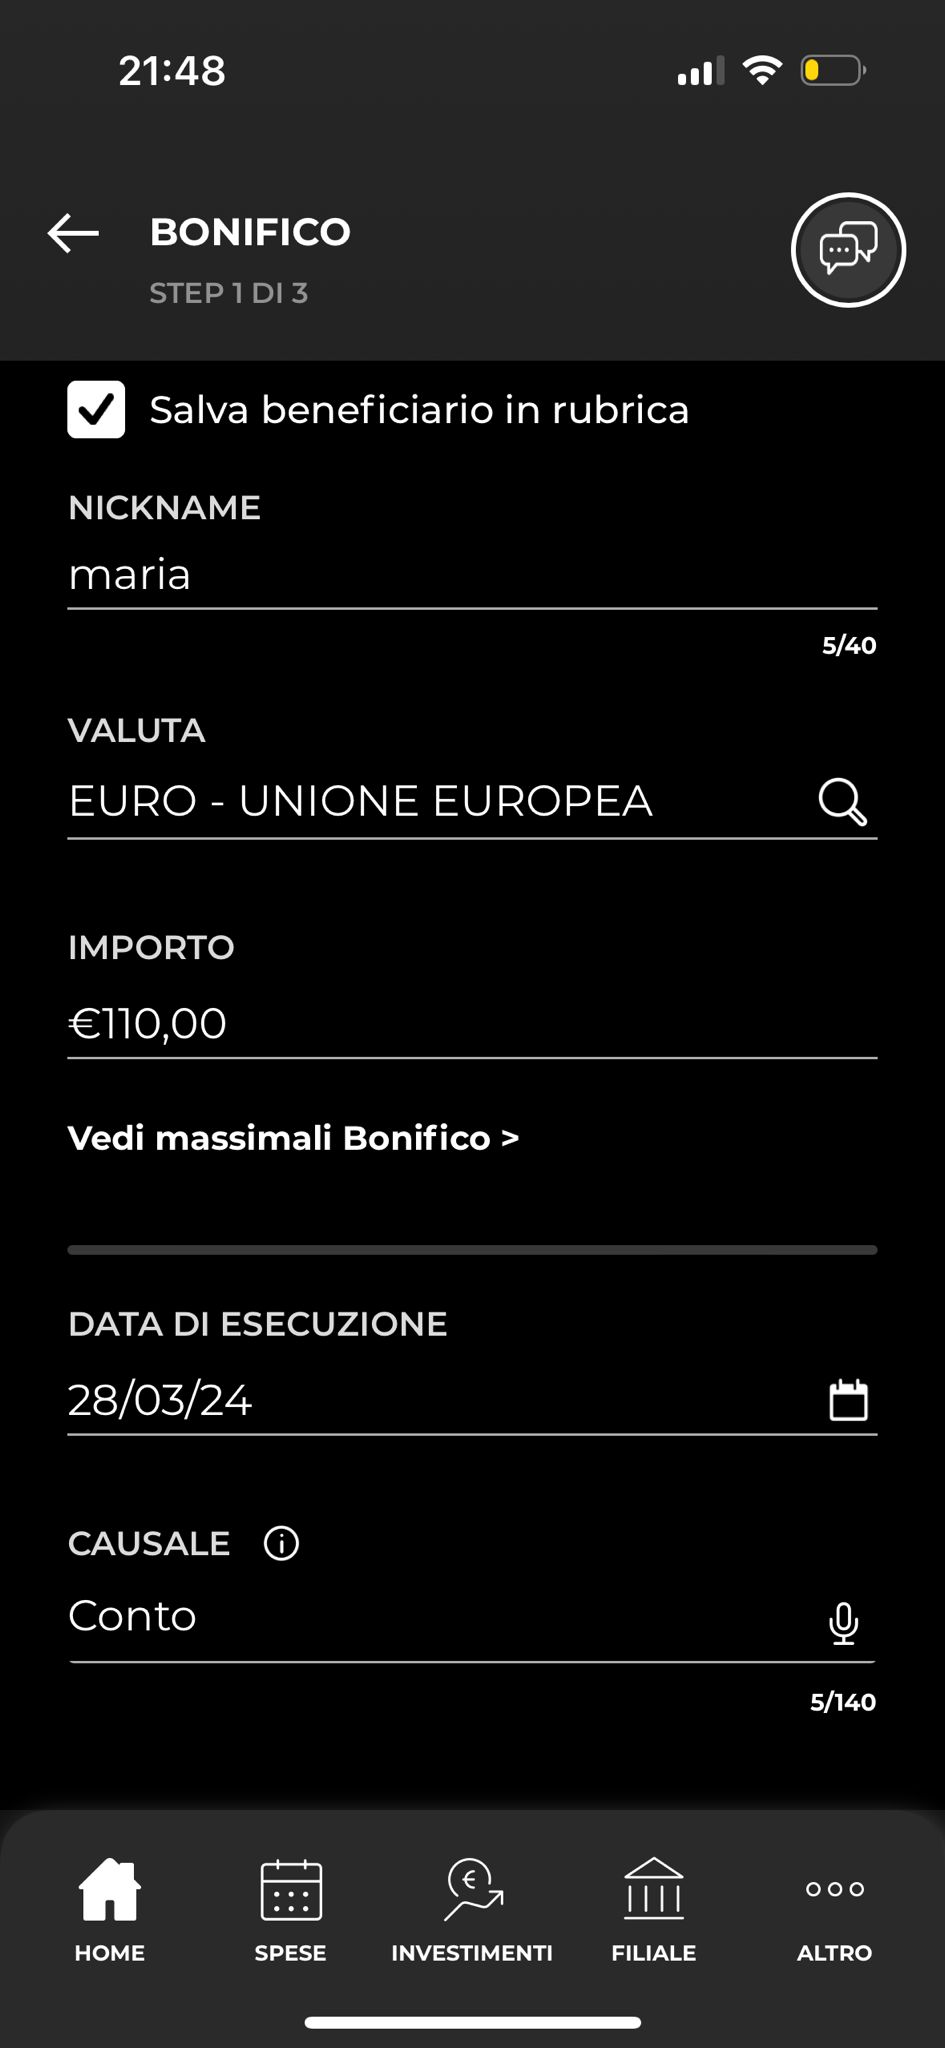 21:48
BONIFICO
STEP 1 DI 3
Salva beneficiario in rubrica
NICKNAME
maria
5/40
VALUTA
EURO - UNIONE EUROPEA
IMPORTO
€110,00
Vedi massimali Bonifico >
DATA DI ESECUZIONE
28/03/24
CAUSALE
Conto
5/140
HOME SPESE INVESTIMENTI FILIALE ALTRO